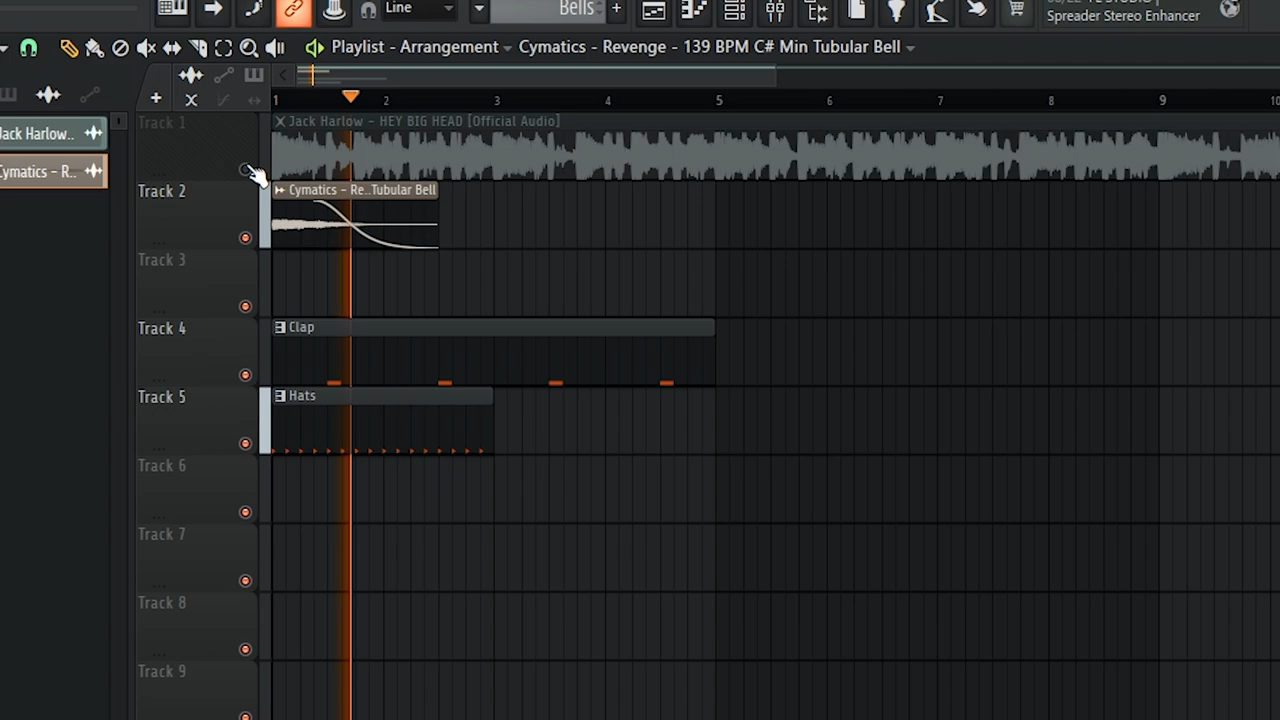 Line
Bells
Spreader Stereo Enhancer
Playlist - Arrangement Cymatics - Revenge - 139 BPM C# Min Tubular Bell
1 2 3 4 5 6 7 8 9 10
Jack Harlow..
Cymatics - R..
Track 1
Jack Harlow - HEY BIG HEAD [Official Audio]
Track 2
Cymatics - Re..Tubular Bell
Track 3
Track 4
Clap
Track 5
Hats
Track 6
Track 7
Track 8
Track 9